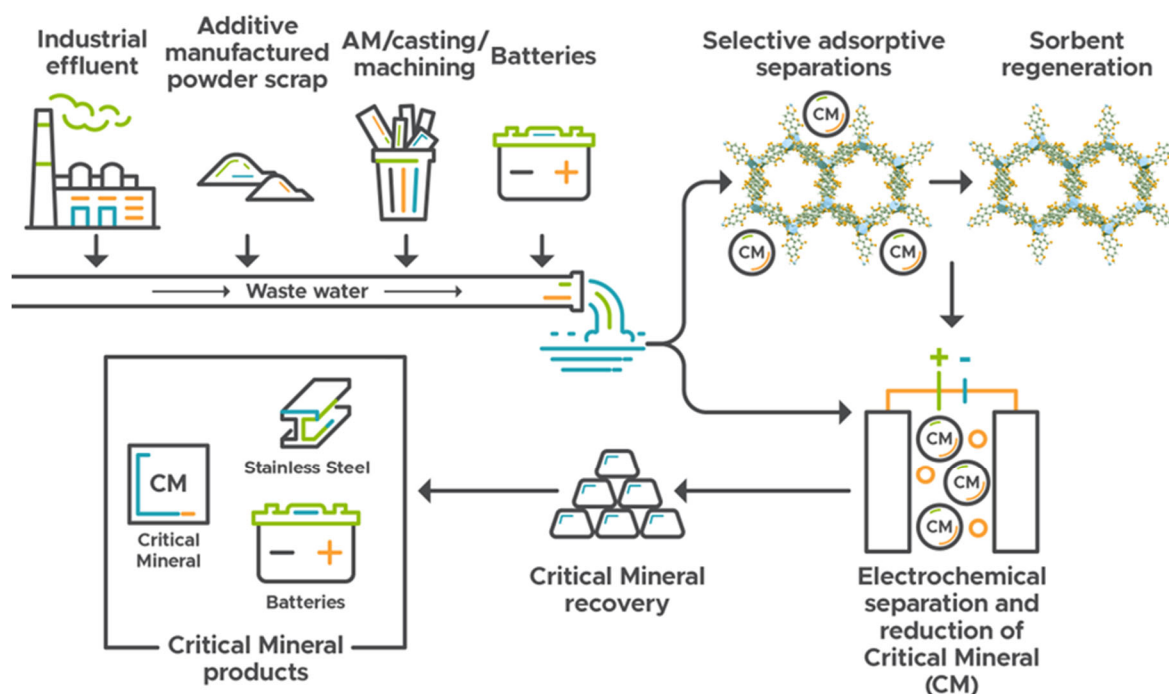 Industrial
effluent
Additive
manufactured
powder scrap
AM/casting/
machining
Batteries
Selective adsorptive
separations
Sorbent
regeneration
CM
CM
CM
Waste water
+ -
- +
CM
CM
CM
Stainless Steel
CM
Critical
Mineral
- +
Batteries
Critical Mineral
products
Critical Mineral
recovery
Electrochemical
separation and
reduction of
Critical Mineral
(CM)